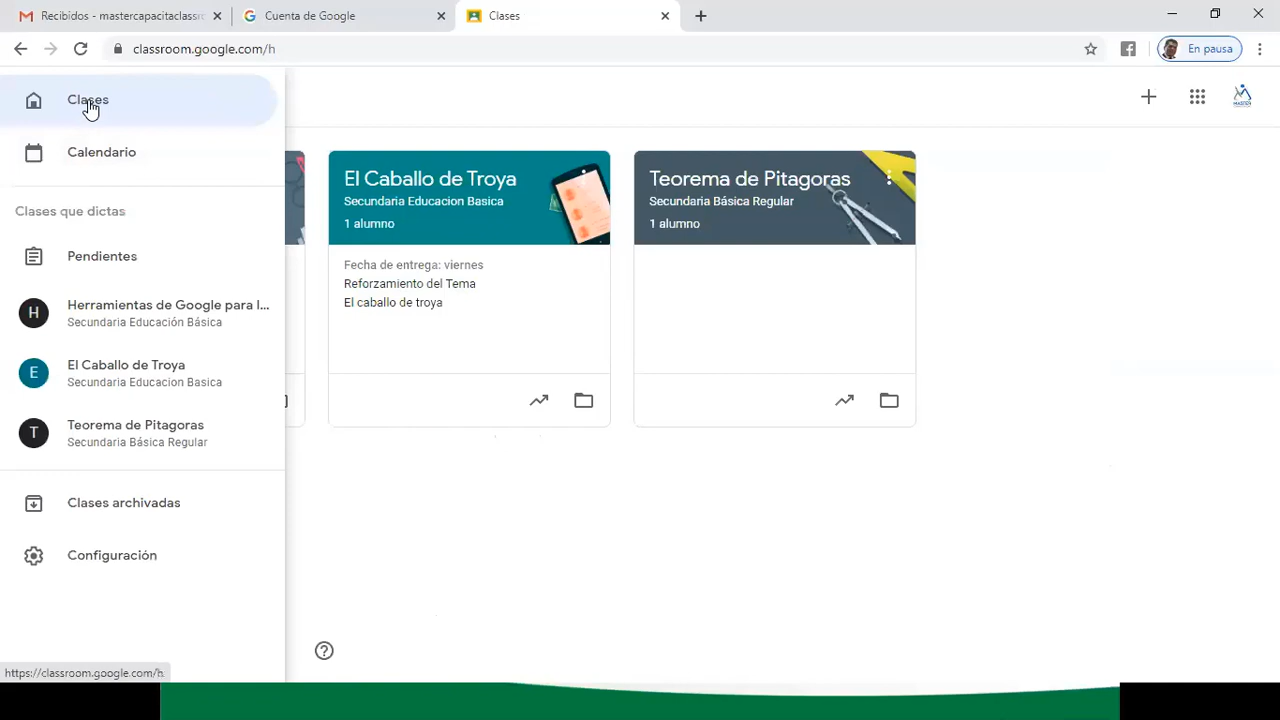 Recibidos - mastercapacitaclassr
Cuenta de Google
Clases
classroom.google.com/h
En pausa
Clases
Calendario
Clases que dictas
Pendientes
H
Herramientas de Google para l...
Secundaria Educación Básica
E
El Caballo de Troya
Secundaria Educacion Basica
T
Teorema de Pitagoras
Secundaria Básica Regular
Clases archivadas
Configuración
El Caballo de Troya
Secundaria Educacion Basica
1 alumno
Fecha de entrega: viernes
Reforzamiento del Tema
El caballo de troya
Teorema de Pitagoras
Secundaria Básica Regular
1 alumno
https://classroom.google.com/h